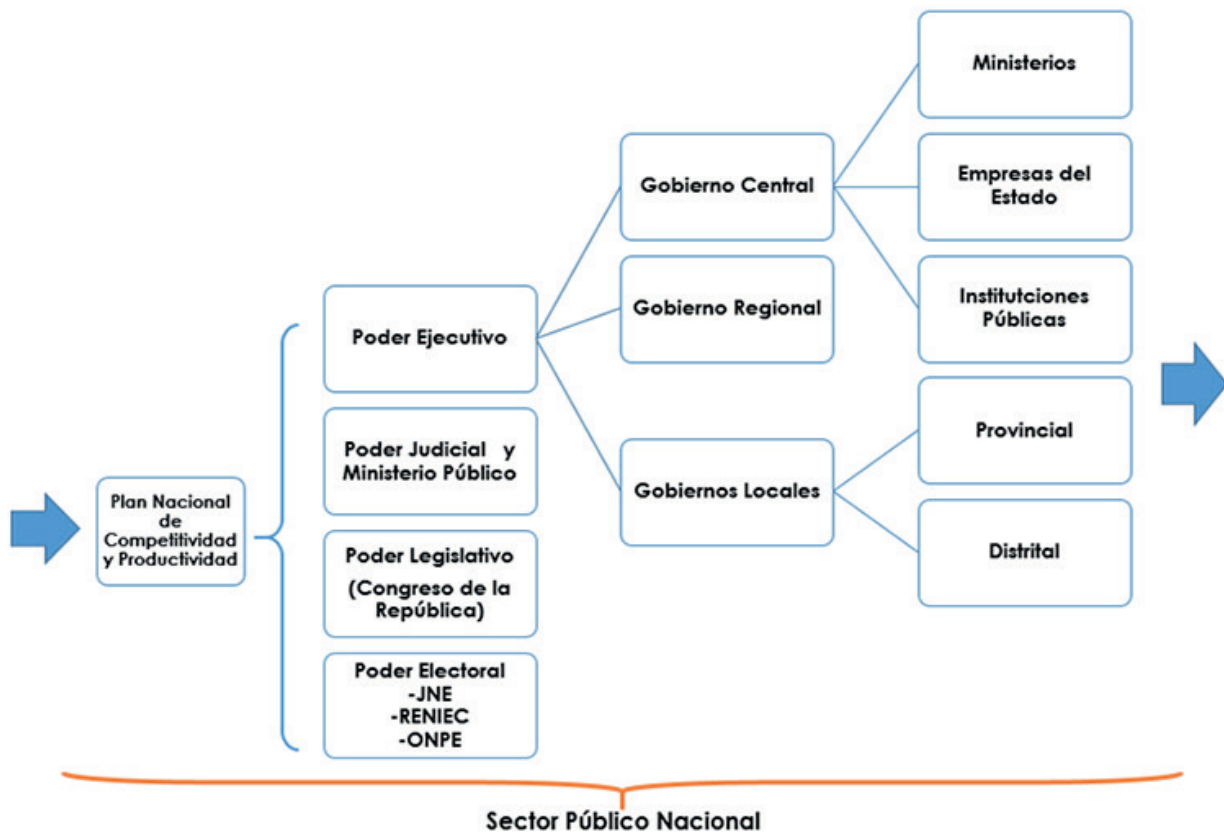 Plan Nacional
de
Competitividad
y Productividad
Poder Ejecutivo
Poder Judicial y
Ministerio Público
Poder Legislativo
(Congreso de la
República)
Poder Electoral
-JNE
-RENIEC
-ONPE
Gobierno Central
Gobierno Regional
Gobiernos Locales
Ministerios
Empresas del
Estado
Institutciones
Públicas
Provincial
Distrital
Sector Público Nacional